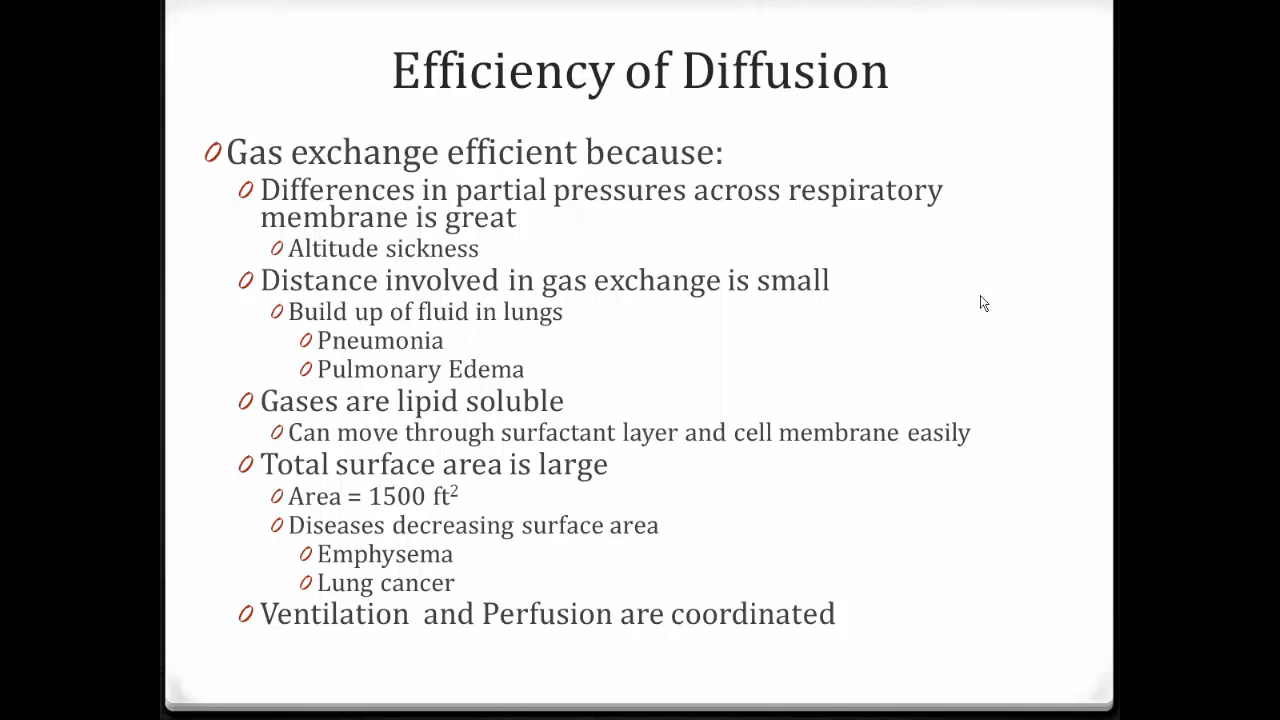 Efficiency of Diffusion
Gas exchange efficient because:
Differences in partial pressures across respiratory
membrane is great
Altitude sickness
Distance involved in gas exchange is small
Build up of fluid in lungs
Pneumonia
Pulmonary Edema
Gases are lipid soluble
Can move through surfactant layer and cell membrane easily
Total surface area is large
Area = 1500 ft²
Diseases decreasing surface area
Emphysema
Lung cancer
Ventilation and Perfusion are coordinated